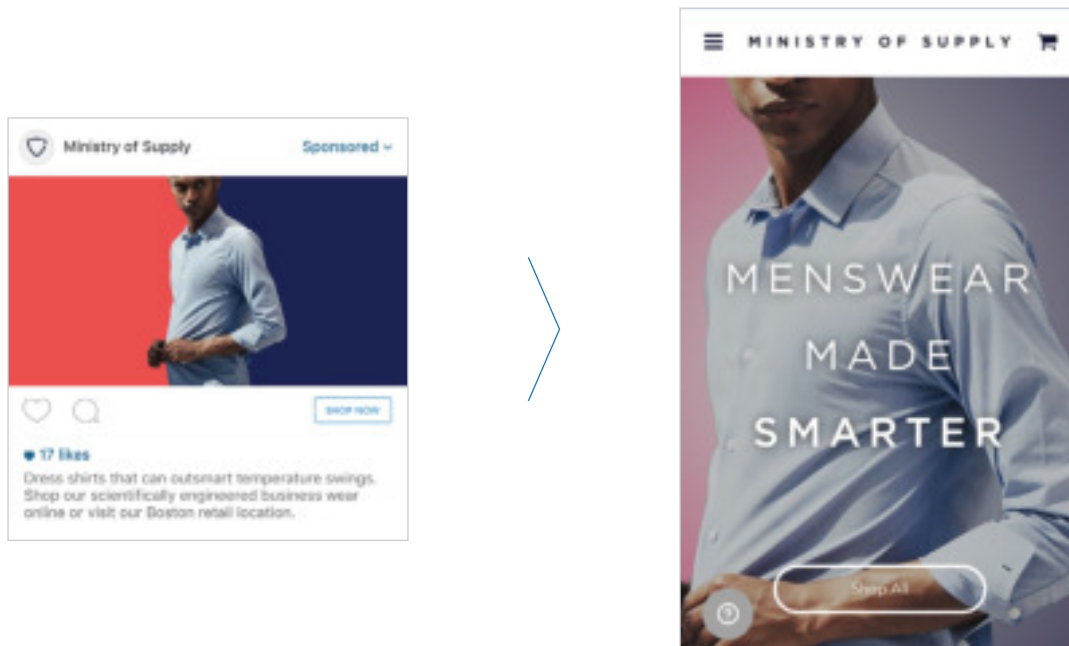 Ministry of Supply
Sponsored
SHOP NOW
17 likes
Dress shirts that can outsmart temperature swings.
Shop our scientifically engineered business wear
online or visit our Boston retail location.
MINISTRY OF SUPPLY
MENSWEAR
MADE
SMARTER
Shop All
?